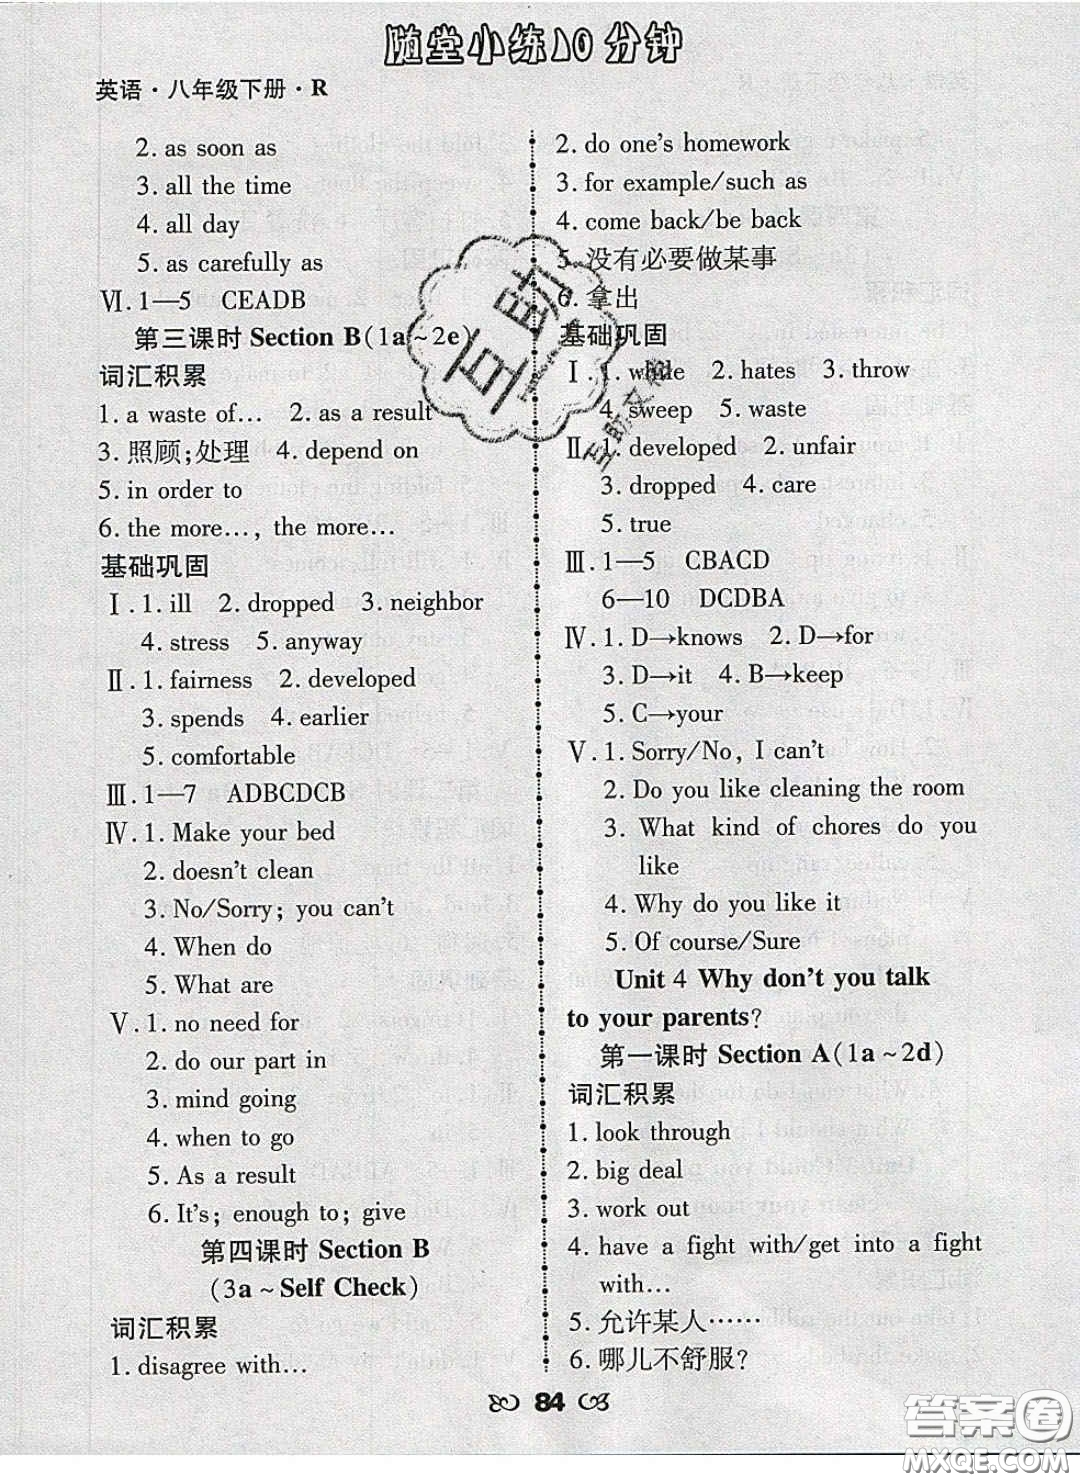 随堂小练10分钟
英语·八年级下册·R
2. as soon as
3. all the time
4. all day
5. as carefully as
Ⅵ. 1—5 CEADB
第三课时 Section B(1a~2e)
词汇积累
1. a waste of… 2. as a result
3. 照顾;处理 4. depend on
5. in order to
6. the more…, the more…
基础巩固
Ⅰ. 1. ill 2. dropped 3. neighbor
4. stress 5. anyway
Ⅱ. 1. fairness 2. developed
3. spends 4. earlier
5. comfortable
Ⅲ. 1—7 ADBCDCB
Ⅳ. 1. Make your bed
2. doesn't clean
3. No/Sorry; you can't
4. When do
5. What are
Ⅴ. 1. no need for
2. do our part in
3. mind going
4. when to go
5. As a result
6. It's; enough to; give
第四课时 Section B
(3a~Self Check)
词汇积累
1. disagree with…
2. do one's homework
3. for example/such as
4. come back/be back
5. 没有必要做某事
6. 拿出
基础巩固
Ⅰ. 1. while 2. hates 3. throw
4. sweep 5. waste
Ⅱ. 1. developed 2. unfair
3. dropped 4. care
5. true
Ⅲ. 1—5 CBACD
6—10 DCDBA
Ⅳ. 1. D→knows 2. D→for
3. D→it 4. B→keep
5. C→your
Ⅴ. 1. Sorry/No, I can't
2. Do you like cleaning the room
3. What kind of chores do you
like
4. Why do you like it
5. Of course/Sure
Unit 4 Why don't you talk
to your parents?
第一课时 Section A(1a~2d)
词汇积累
1. look through
2. big deal
3. work out
4. have a fight with/get into a fight
with…
5. 允许某人……
6. 哪儿不舒服?
84
答案圈
MXQE.COM